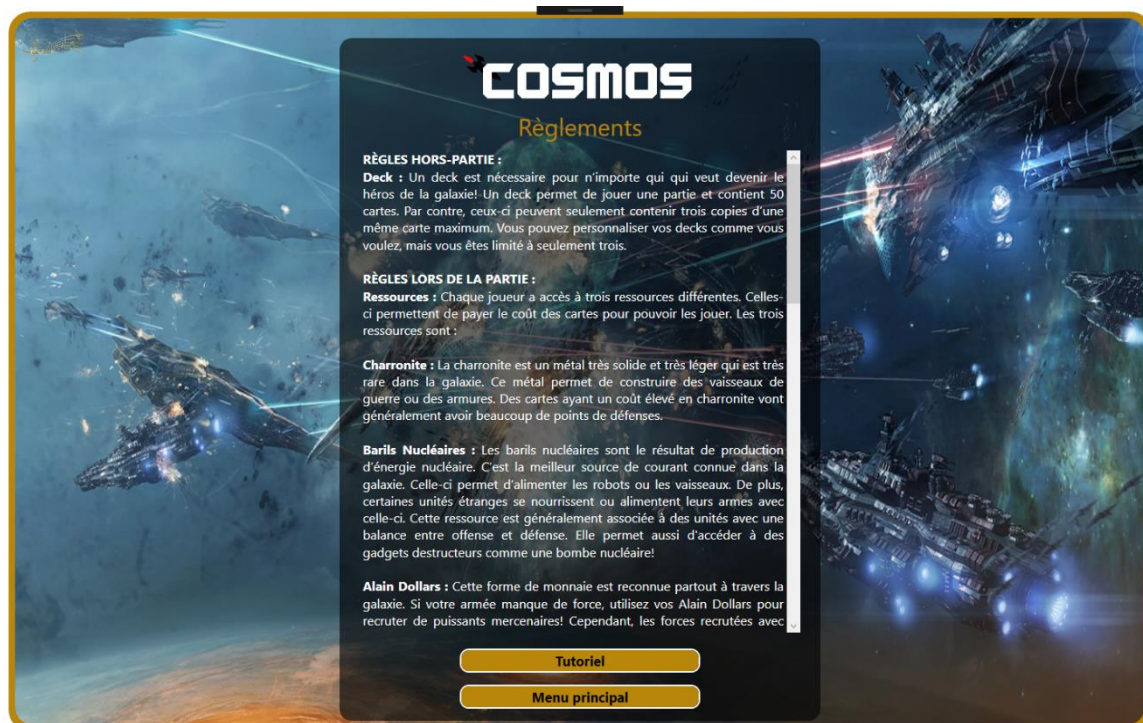 COSMOS
Règlements
RÈGLES HORS-PARTIE :
Deck : Un deck est nécessaire pour n'importe qui qui veut devenir le
héros de la galaxie! Un deck permet de jouer une partie et contient 50
cartes. Par contre, ceux-ci peuvent seulement contenir trois copies d'une
même carte maximum. Vous pouvez personnaliser vos decks comme vous
voulez, mais vous êtes limité à seulement trois.
RÈGLES LORS DE LA PARTIE :
Ressources : Chaque joueur a accès à trois ressources différentes. Celles-
ci permettent de payer le coût des cartes pour pouvoir les jouer. Les trois
ressources sont :
Charronite : La charronite est un métal très solide et très léger qui est très
rare dans la galaxie. Ce métal permet de construire des vaisseaux de
guerre ou des armures. Des cartes ayant un coût élevé en charronite vont
généralement avoir beaucoup de points de défenses.
Barils Nucléaires : Les barils nucléaires sont le résultat de production
d'énergie nucléaire. C'est la meilleur source de courant connue dans la
galaxie. Celle-ci permet d'alimenter les robots ou les vaisseaux. De plus,
certaines unités étranges se nourrissent ou alimentent leurs armes avec
celle-ci. Cette ressource est généralement associée à des unités avec une
balance entre offense et défense. Elle permet aussi d'accéder à des
gadgets destructeurs comme une bombe nucléaire!
Alain Dollars : Cette forme de monnaie est reconnue partout à travers la
galaxie. Si votre armée manque de force, utilisez vos Alain Dollars pour
recruter de puissants mercenaires! Cependant, les forces recrutées avec
Tutoriel
Menu principal